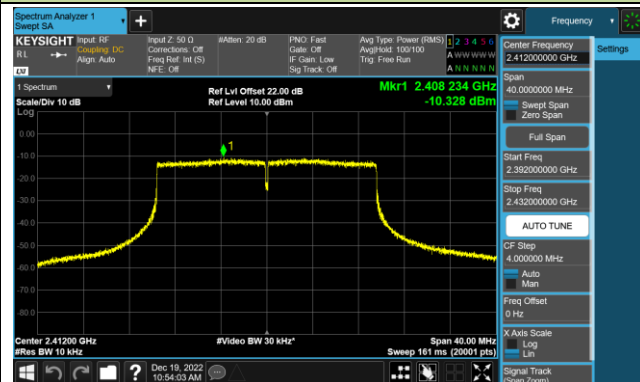 Spectrum Analyzer 1
Swept SA
Frequency
KEYSIGHT
Input: RF
Input Z: 50 Ω
#Atten: 20 dB
PNO: Fast
Avg Type: Power (RMS)
1 2 3 4 5 6
RL
Coupling: DC
Corrections: Off
Gate: Off
Avg|Hold: 100/100
A W W W W W
Align: Auto
Freq Ref: Int (S)
IF Gain: Low
Trig: Free Run
NFE: Off
Sig Track: Off
A N N N N N
LXI
1 Spectrum
Ref Lvl Offset 22.00 dB
Mkr1 2.408 234 GHz
Scale/Div 10 dB
Ref Level 10.00 dBm
-10.328 dBm
Log
1
0.00
-10.0
-20.0
-30.0
-40.0
-50.0
-60.0
-70.0
-80.0
Center 2.41200 GHz
#Video BW 30 kHz*
Span 40.00 MHz
#Res BW 10 kHz
Sweep 161 ms (20001 pts)
?
Dec 19, 2022
10:54:03 AM
Center Frequency
2.412000000 GHz
Settings
Span
40.0000000 MHz
Swept Span
Zero Span
Full Span
Start Freq
2.392000000 GHz
Stop Freq
2.432000000 GHz
AUTO TUNE
CF Step
4.000000 MHz
Auto
Man
Freq Offset
0 Hz
X Axis Scale
Log
Lin
Signal Track
(Span Zoom)